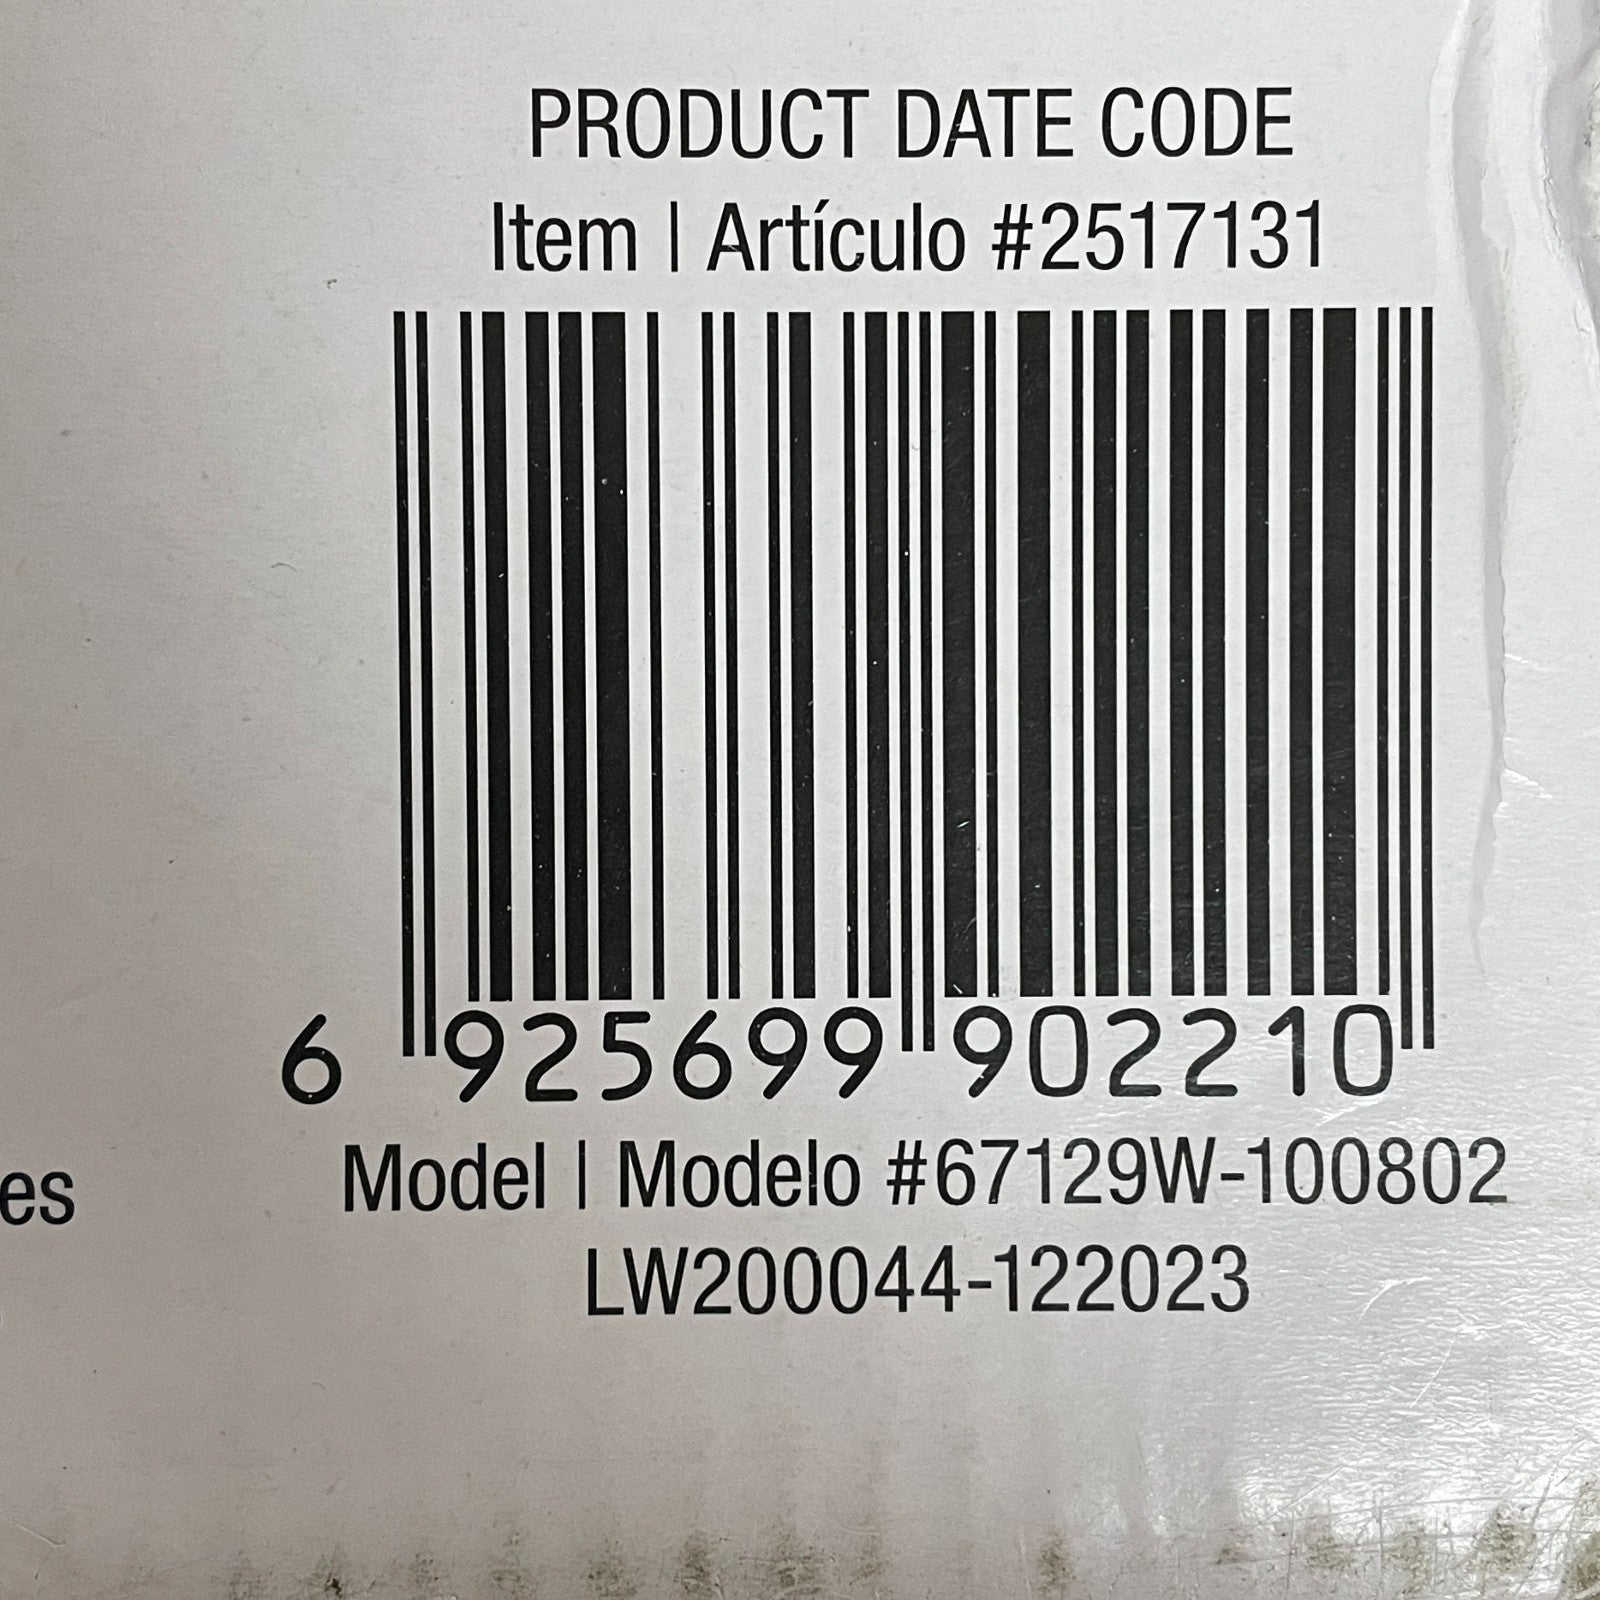 PRODUCT DATE CODE
Item | Artículo #2517131
6 925699 902210
es
Model | Modelo #67129W-100802
LW200044-122023